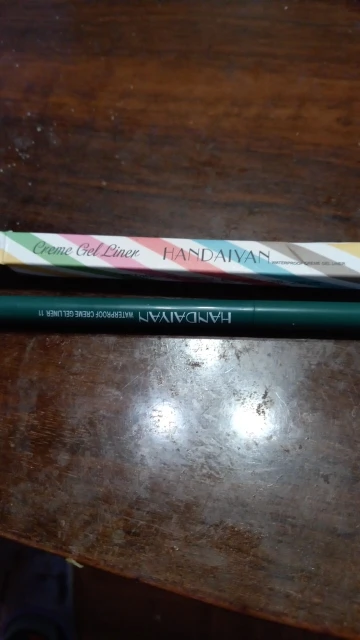 Creme Gel Liner HANDAIYAN WATERPROOF CREME GEL LINER
HANDAIYAN
WATERPROOF CREME GEL LINER 11